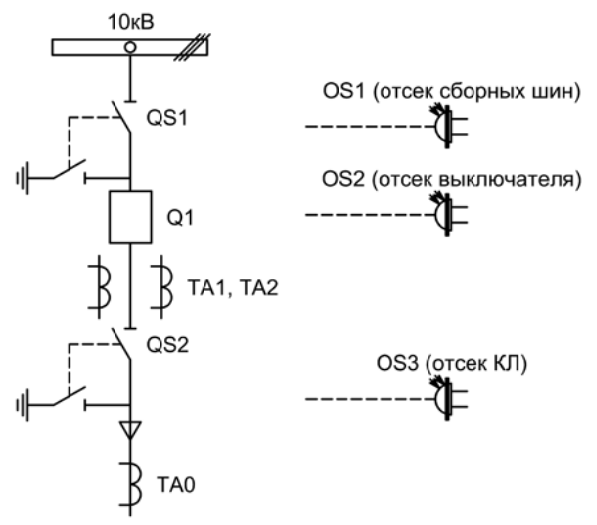 10кВ
OS1 (отсек сборных шин)
QS1
OS2 (отсек выключателя)
Q1
TA1, TA2
QS2
OS3 (отсек КЛ)
TA0